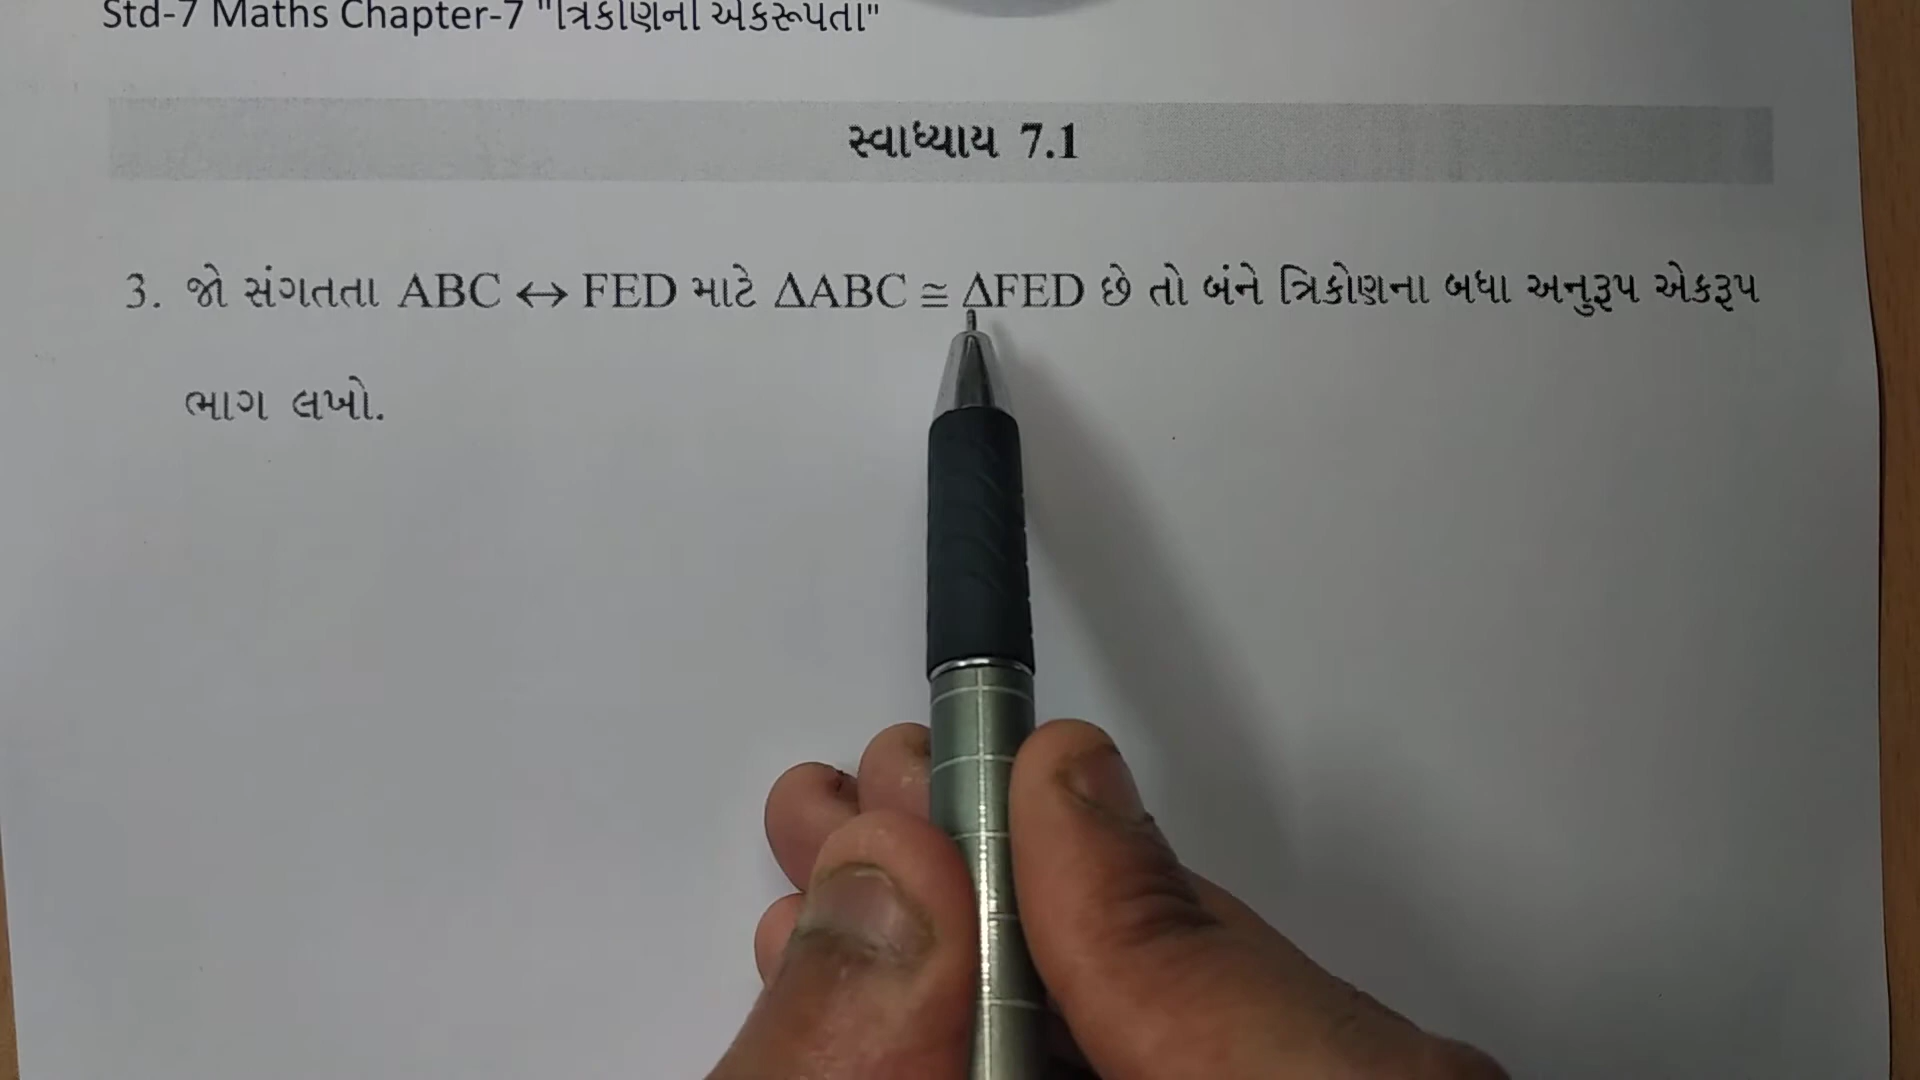 Std-7 Maths Chapter-7 "ત્રિકોણની એકરૂપતા"
સ્વાધ્યાય 7.1
3. જો સંગતતા ABC ↔ FED માટે ΔABC ≅ ΔFED છે તો બંને ત્રિકોણના બધા અનુરૂપ એકરૂપ
ભાગ લખો.